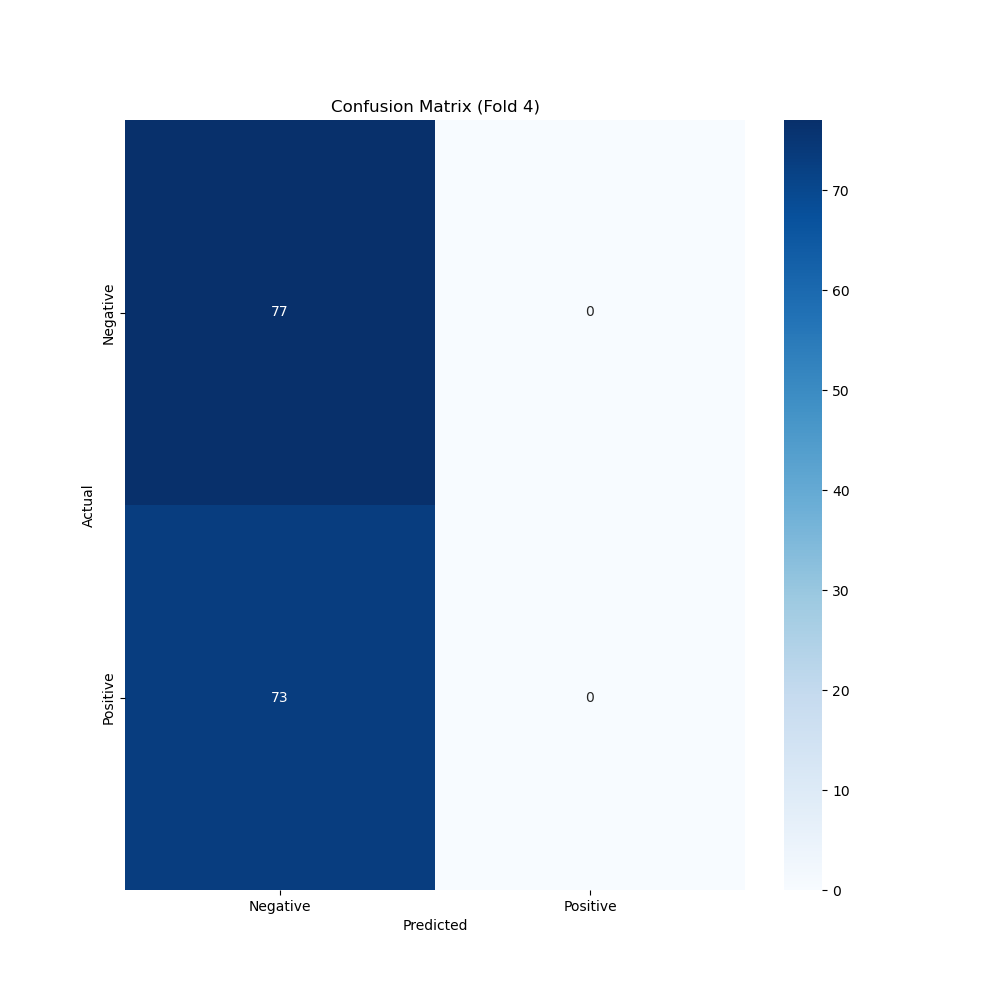 Confusion Matrix (Fold 4)
Actual
Negative
Positive
77
0
73
0
Negative
Positive
Predicted
70
60
50
40
30
20
10
0